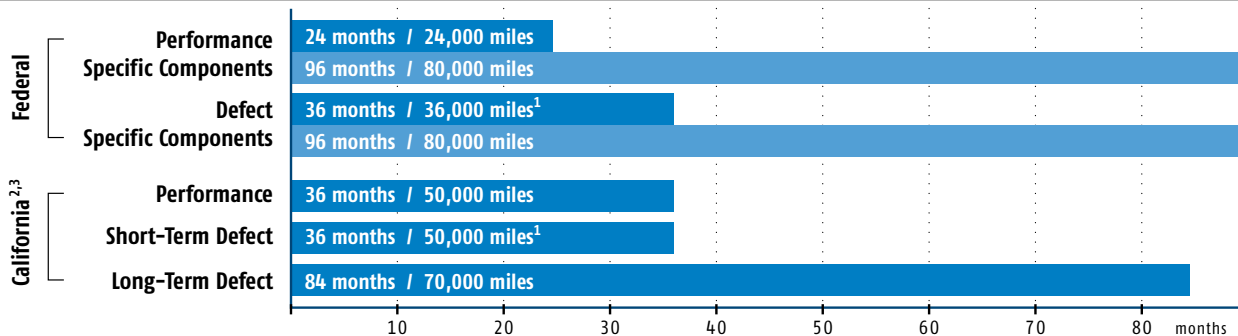 Federal
Performance 24 months / 24,000 miles
Specific Components 96 months / 80,000 miles
Defect 36 months / 36,000 miles¹
Specific Components 96 months / 80,000 miles
California²,³
Performance 36 months / 50,000 miles
Short-Term Defect 36 months / 50,000 miles¹
Long-Term Defect 84 months / 70,000 miles
10 20 30 40 50 60 70 80 months